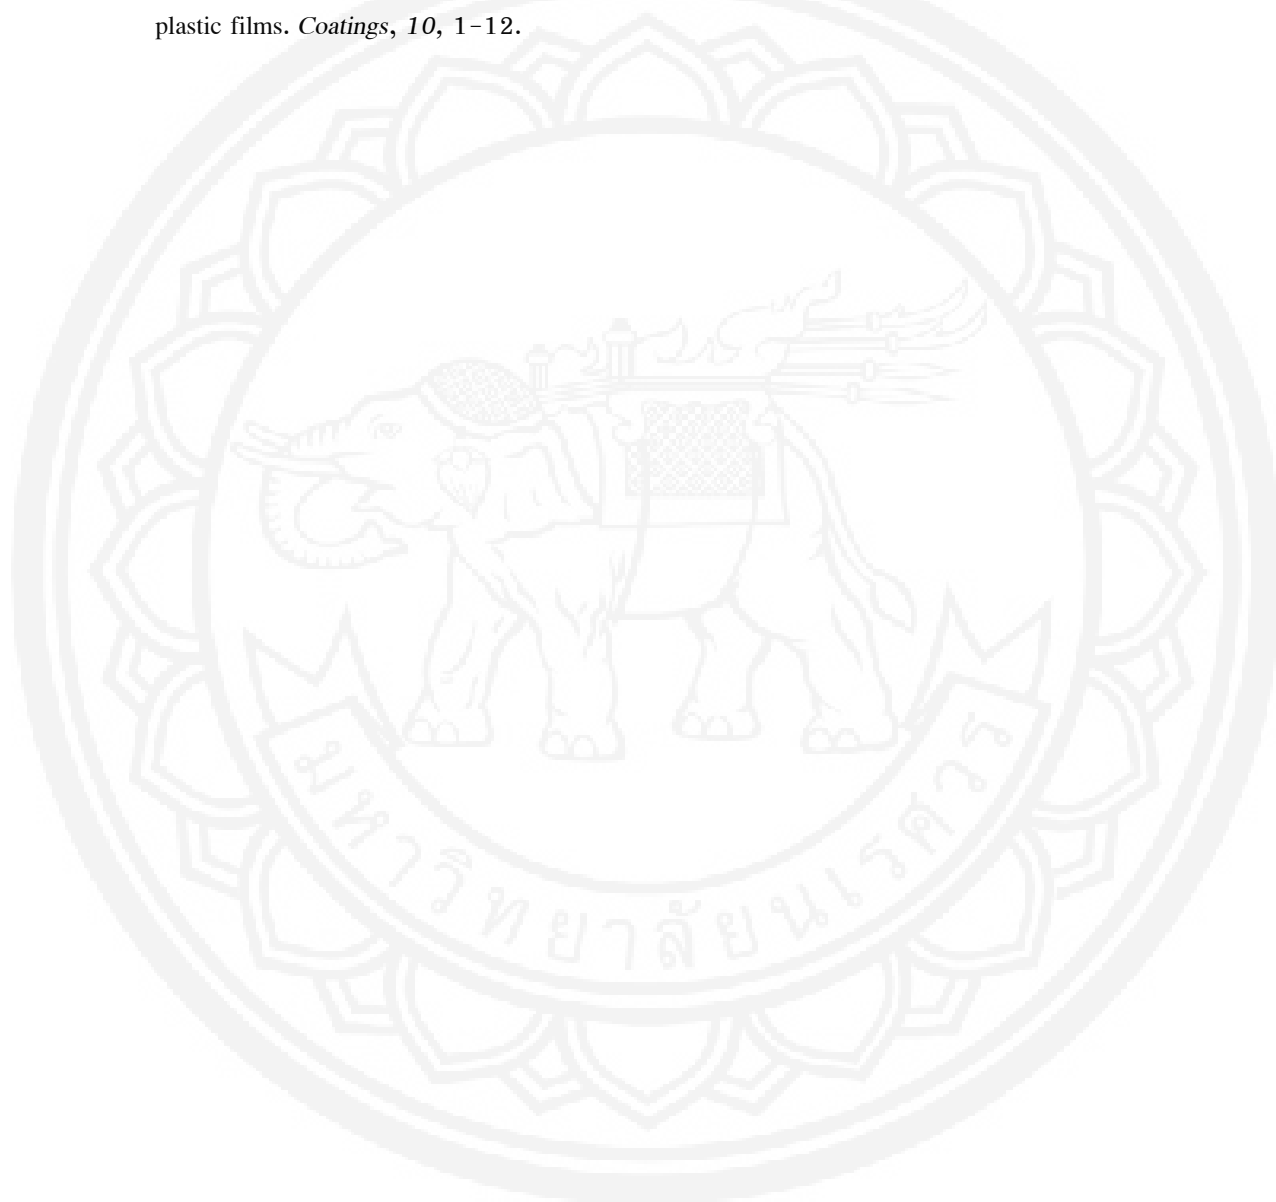 plastic films. Coatings, 10, 1-12.
มหาวิทยาลัยนเรศวร